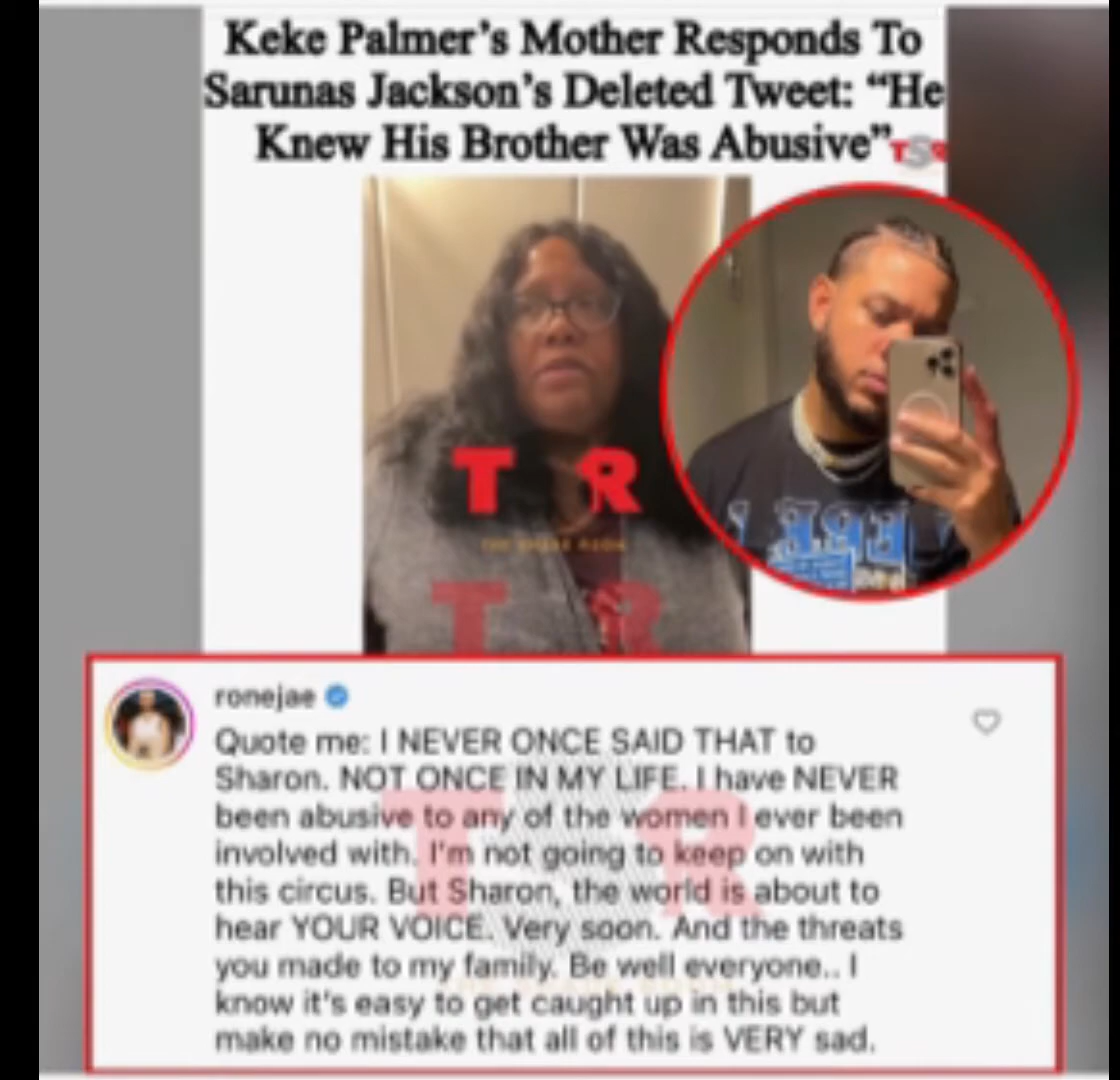 Keke Palmer's Mother Responds To
Sarunas Jackson's Deleted Tweet: "He
Knew His Brother Was Abusive"
TSR
T R
THE SHADE ROOM
T R
ronejae
Quote me: I NEVER ONCE SAID THAT to
Sharon. NOT ONCE IN MY LIFE. I have NEVER
been abusive to any of the women I ever been
involved with. I'm not going to keep on with
this circus. But Sharon, the world is about to
hear YOUR VOICE. Very soon. And the threats
you made to my family. Be well everyone.. I
know it's easy to get caught up in this but
make no mistake that all of this is VERY sad.
T R